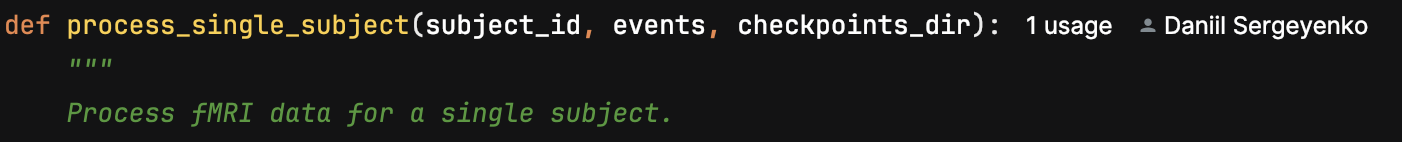 def process_single_subject(subject_id, events, checkpoints_dir): 1 usage Daniil Sergeyenko
"""
Process fMRI data for a single subject.